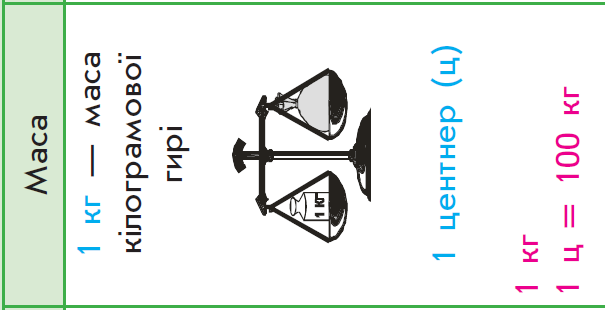 Маса
1 кг — маса
кілограмової
гирі
1 КГ
1 центнер (ц)
1 кг
1 ц = 100 кг